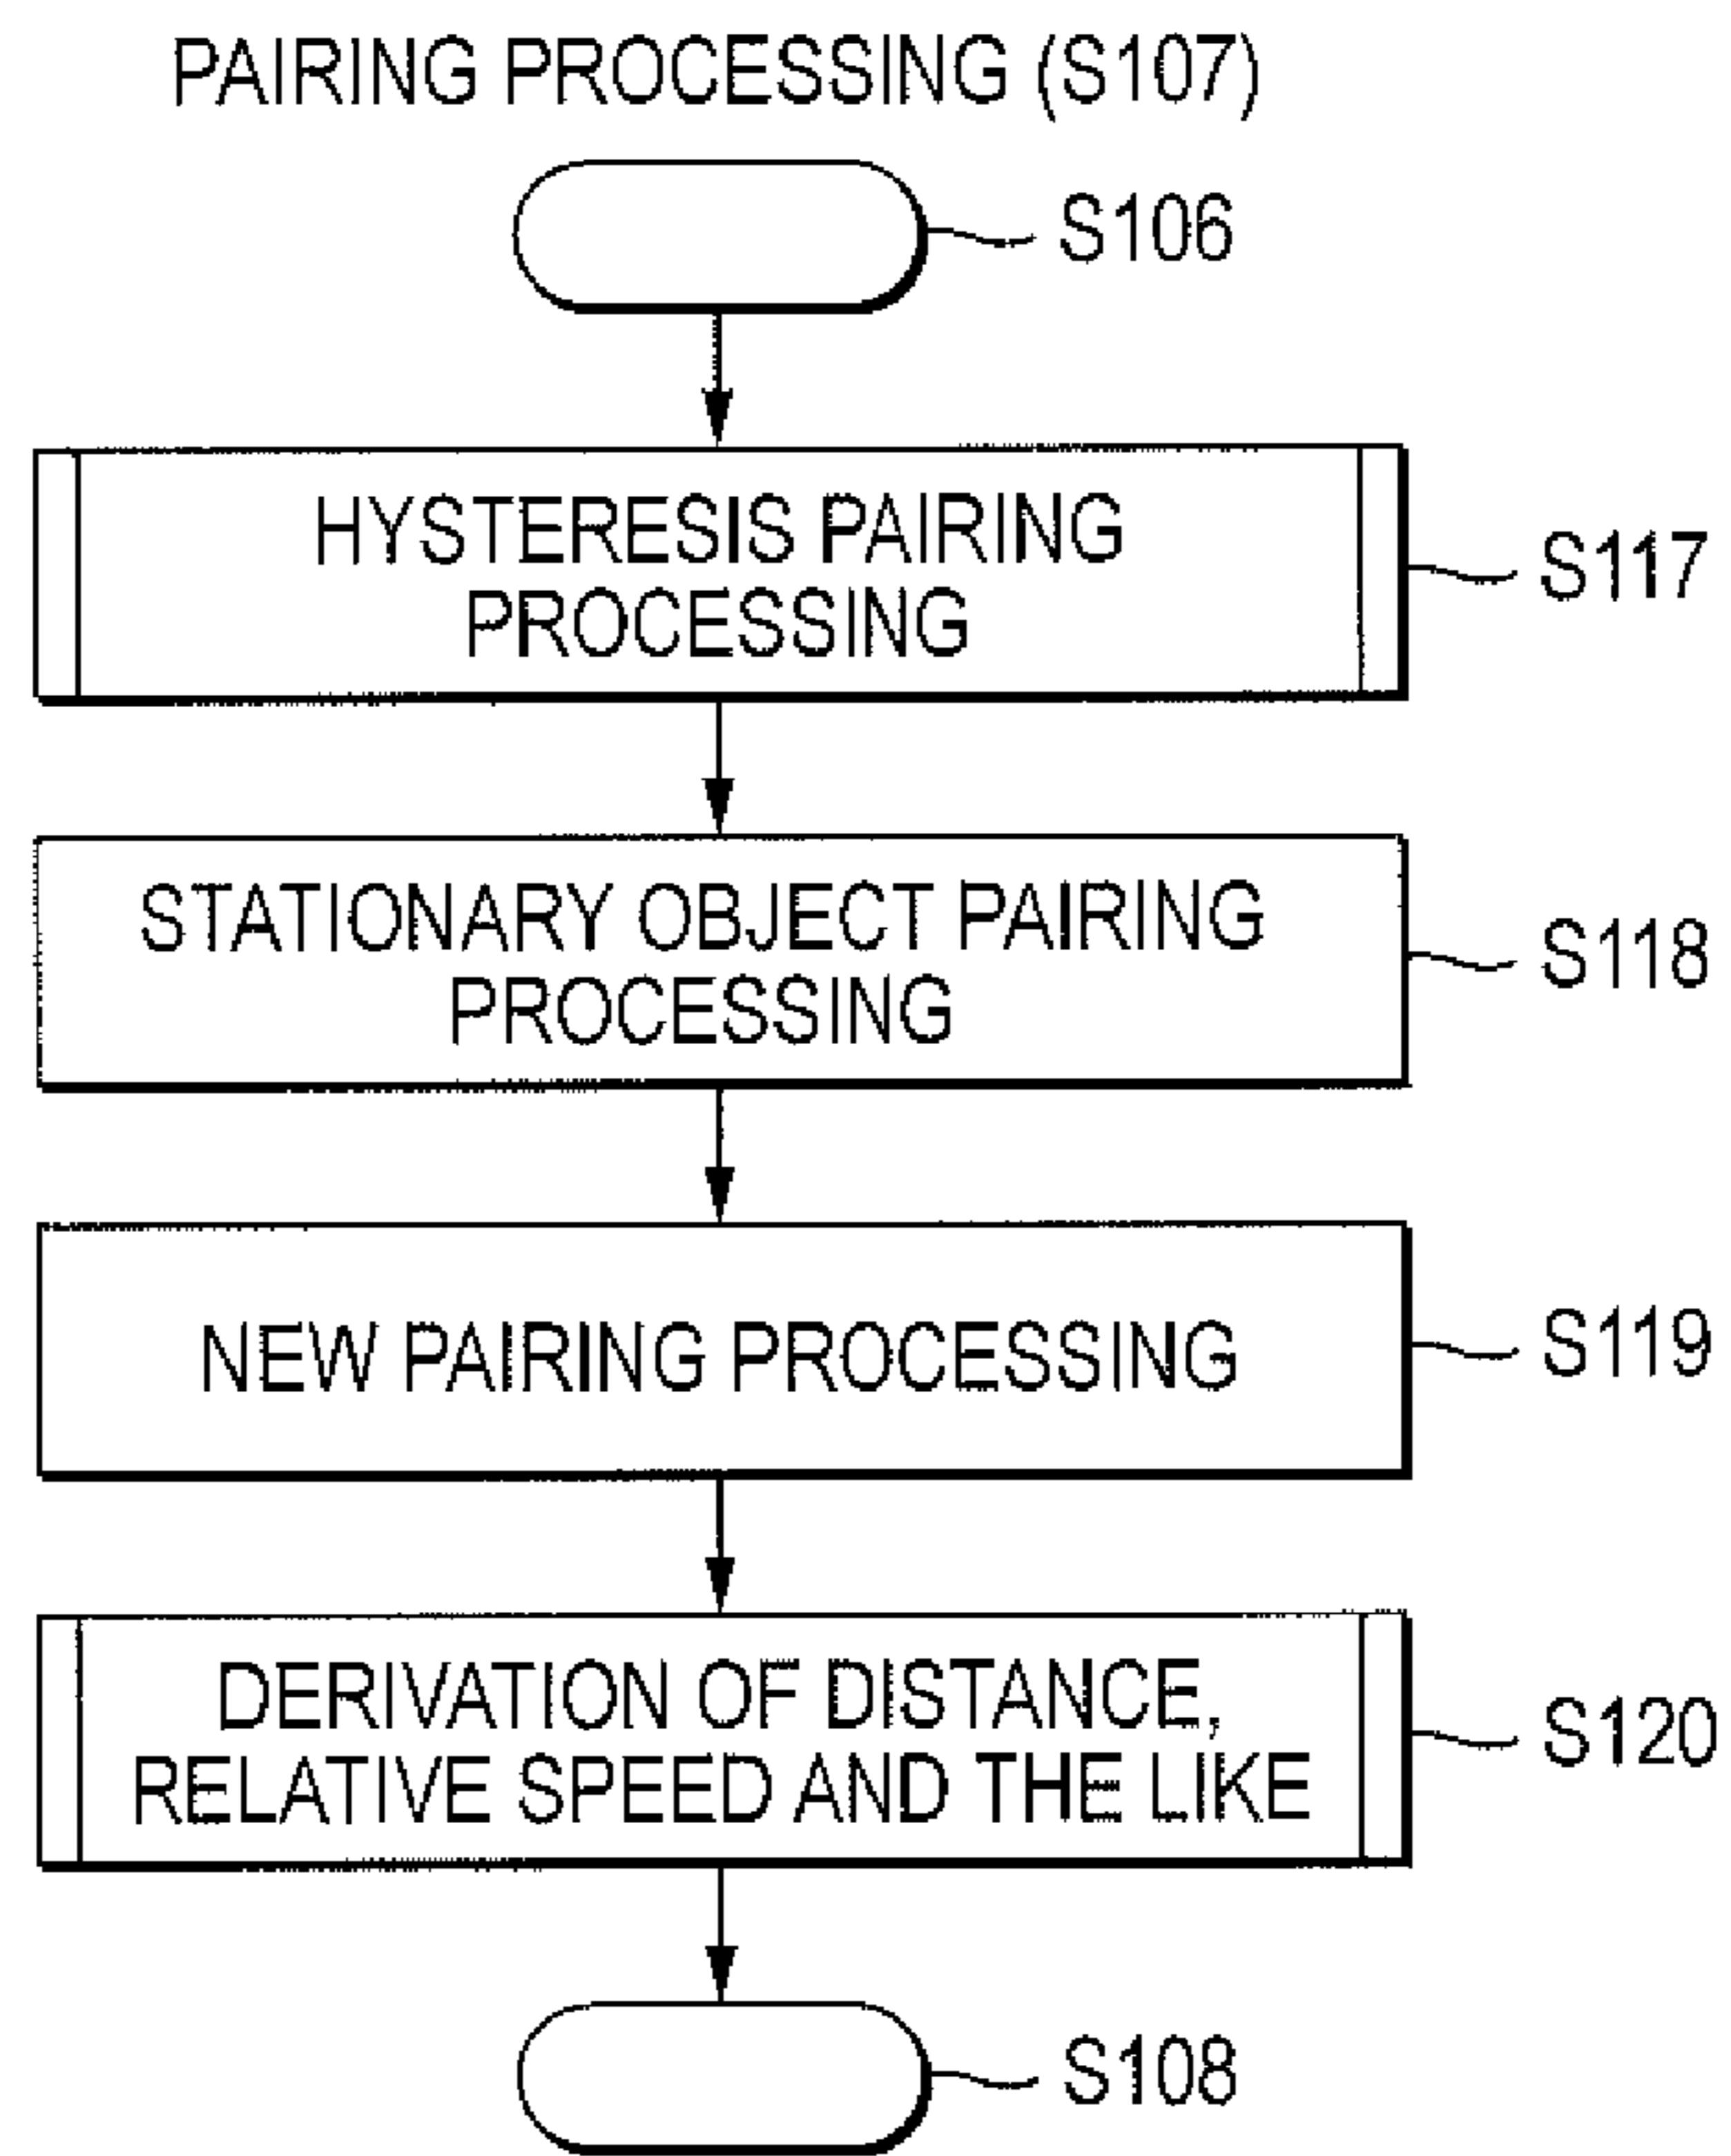 PAIRING PROCESSING (S107)
S106
HYSTERESIS PAIRING
PROCESSING
S117
STATIONARY OBJECT PAIRING
PROCESSING
S118
NEW PAIRING PROCESSING
S119
DERIVATION OF DISTANCE,
RELATIVE SPEED AND THE LIKE
S120
S108